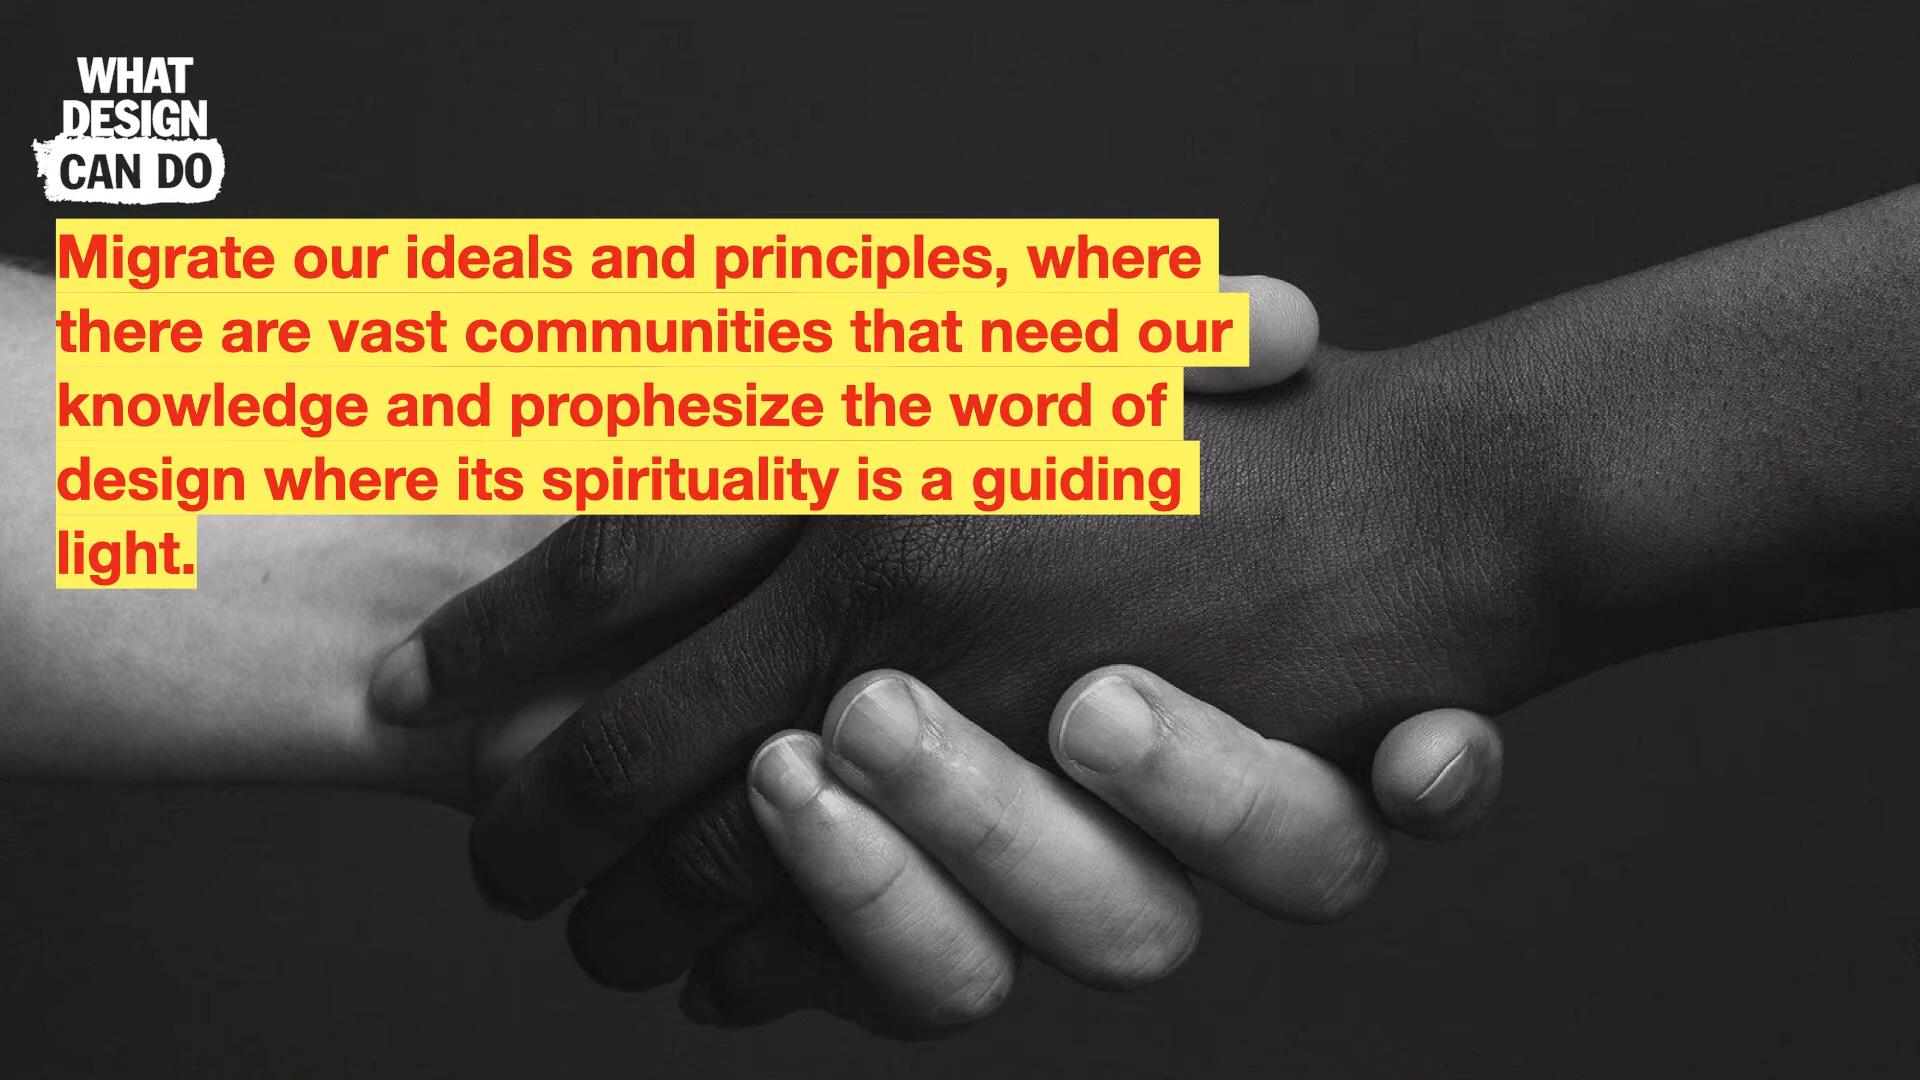 WHAT
DESIGN
CAN DO
Migrate our ideals and principles, where
there are vast communities that need our
knowledge and prophesize the word of
design where its spirituality is a guiding
light.